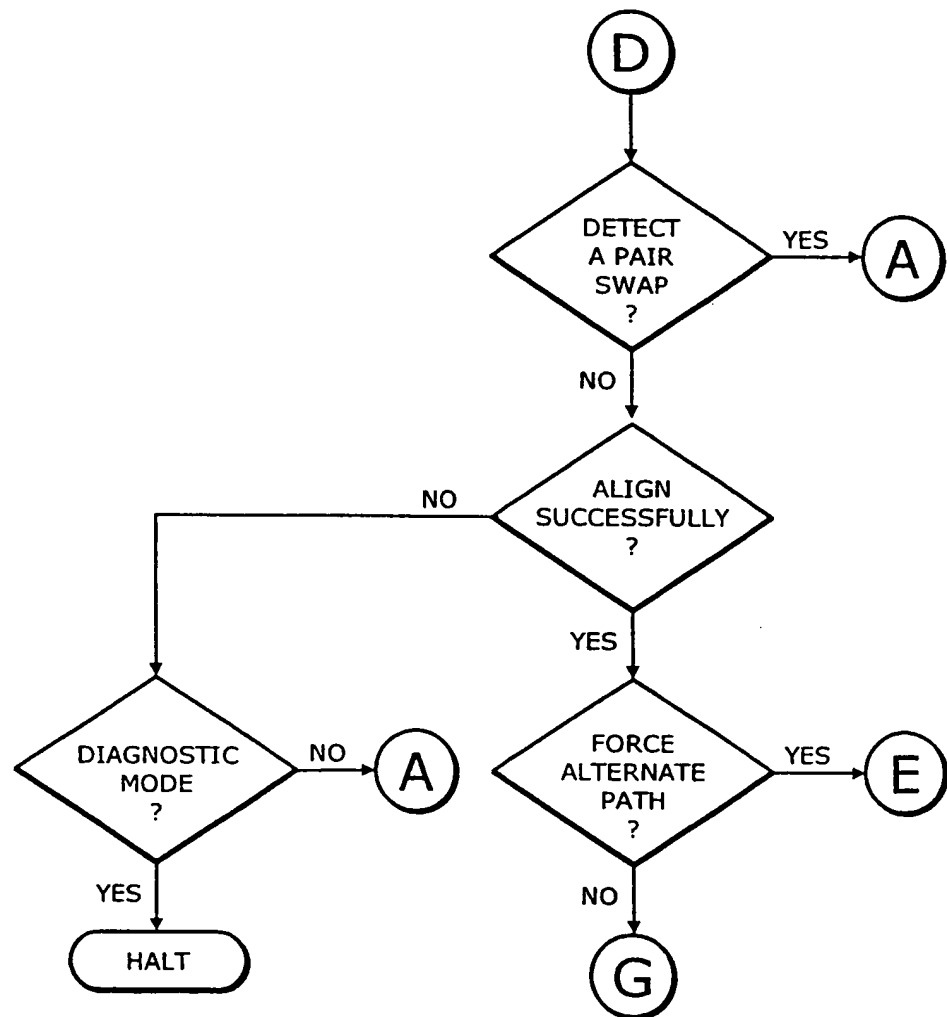 D
DETECT
A PAIR
SWAP
?
YES
A
NO
ALIGN
SUCCESSFULLY
?
NO
YES
DIAGNOSTIC
MODE
?
NO
A
YES
HALT
FORCE
ALTERNATE
PATH
?
YES
E
NO
G